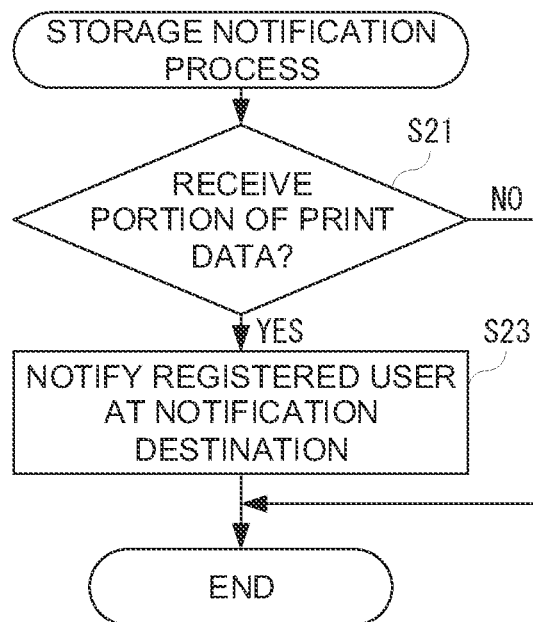 STORAGE NOTIFICATION
PROCESS
S21
RECEIVE
PORTION OF PRINT
DATA?
NO
YES
S23
NOTIFY REGISTERED USER
AT NOTIFICATION
DESTINATION
END